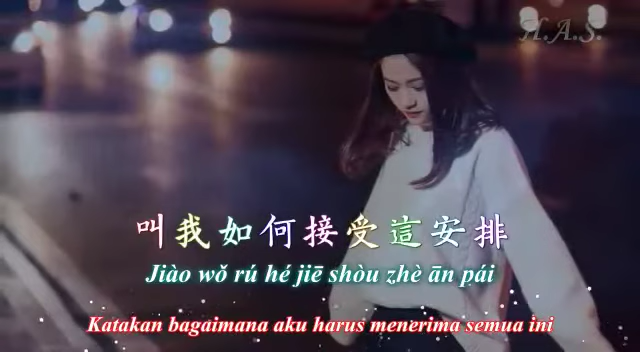 H.A.S.
叫我如何接受這安排
Jiào wǒ rú hé jiē shòu zhè ān pái
Katakan bagaimana aku harus menerima semua ini